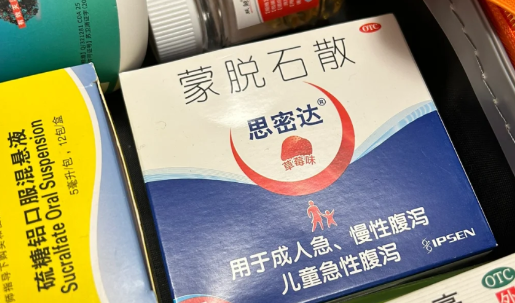 蒙脱石散
OTC
思密达®
草莓味
用于成人急、慢性腹泻
儿童急性腹泻
IPSEN
硫糖铝口服混悬液
Sucralfate Oral Suspension
5毫升/包，12包/盒
OTC